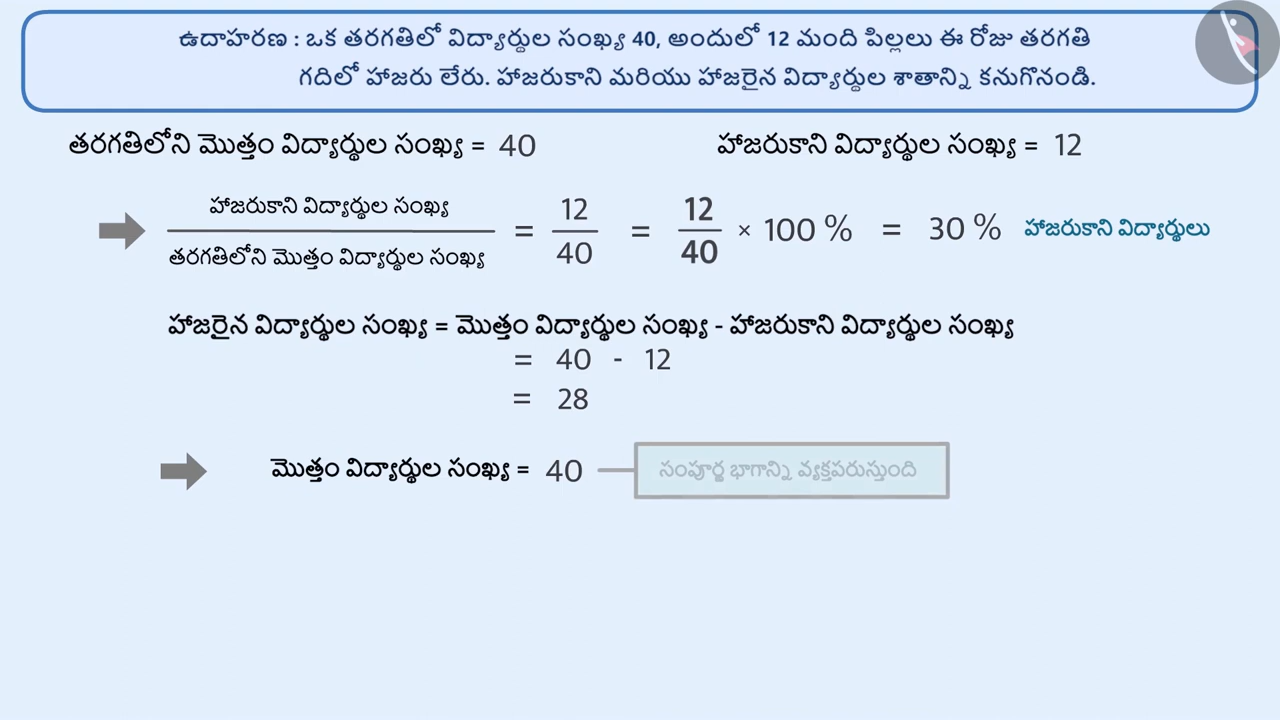 ఉదాహరణ : ఒక తరగతిలో విద్యార్థుల సంఖ్య 40, అందులో 12 మంది పిల్లలు ఈ రోజు తరగతి
గదిలో హాజరు లేరు. హాజరుకాని మరియు హాజరైన విద్యార్థుల శాతాన్ని కనుగొనండి.
తరగతిలోని మొత్తం విద్యార్థుల సంఖ్య = 40
హాజరుకాని విద్యార్థుల సంఖ్య = 12
హాజరుకాని విద్యార్థుల సంఖ్య / తరగతిలోని మొత్తం విద్యార్థుల సంఖ్య = 12/40 = 12/40 × 100 % = 30 % హాజరుకాని విద్యార్థులు
హాజరైన విద్యార్థుల సంఖ్య = మొత్తం విద్యార్థుల సంఖ్య - హాజరుకాని విద్యార్థుల సంఖ్య
= 40 - 12
= 28
మొత్తం విద్యార్థుల సంఖ్య = 40 సంపూర్ణ భాగాన్ని వ్యక్తపరుస్తుంది